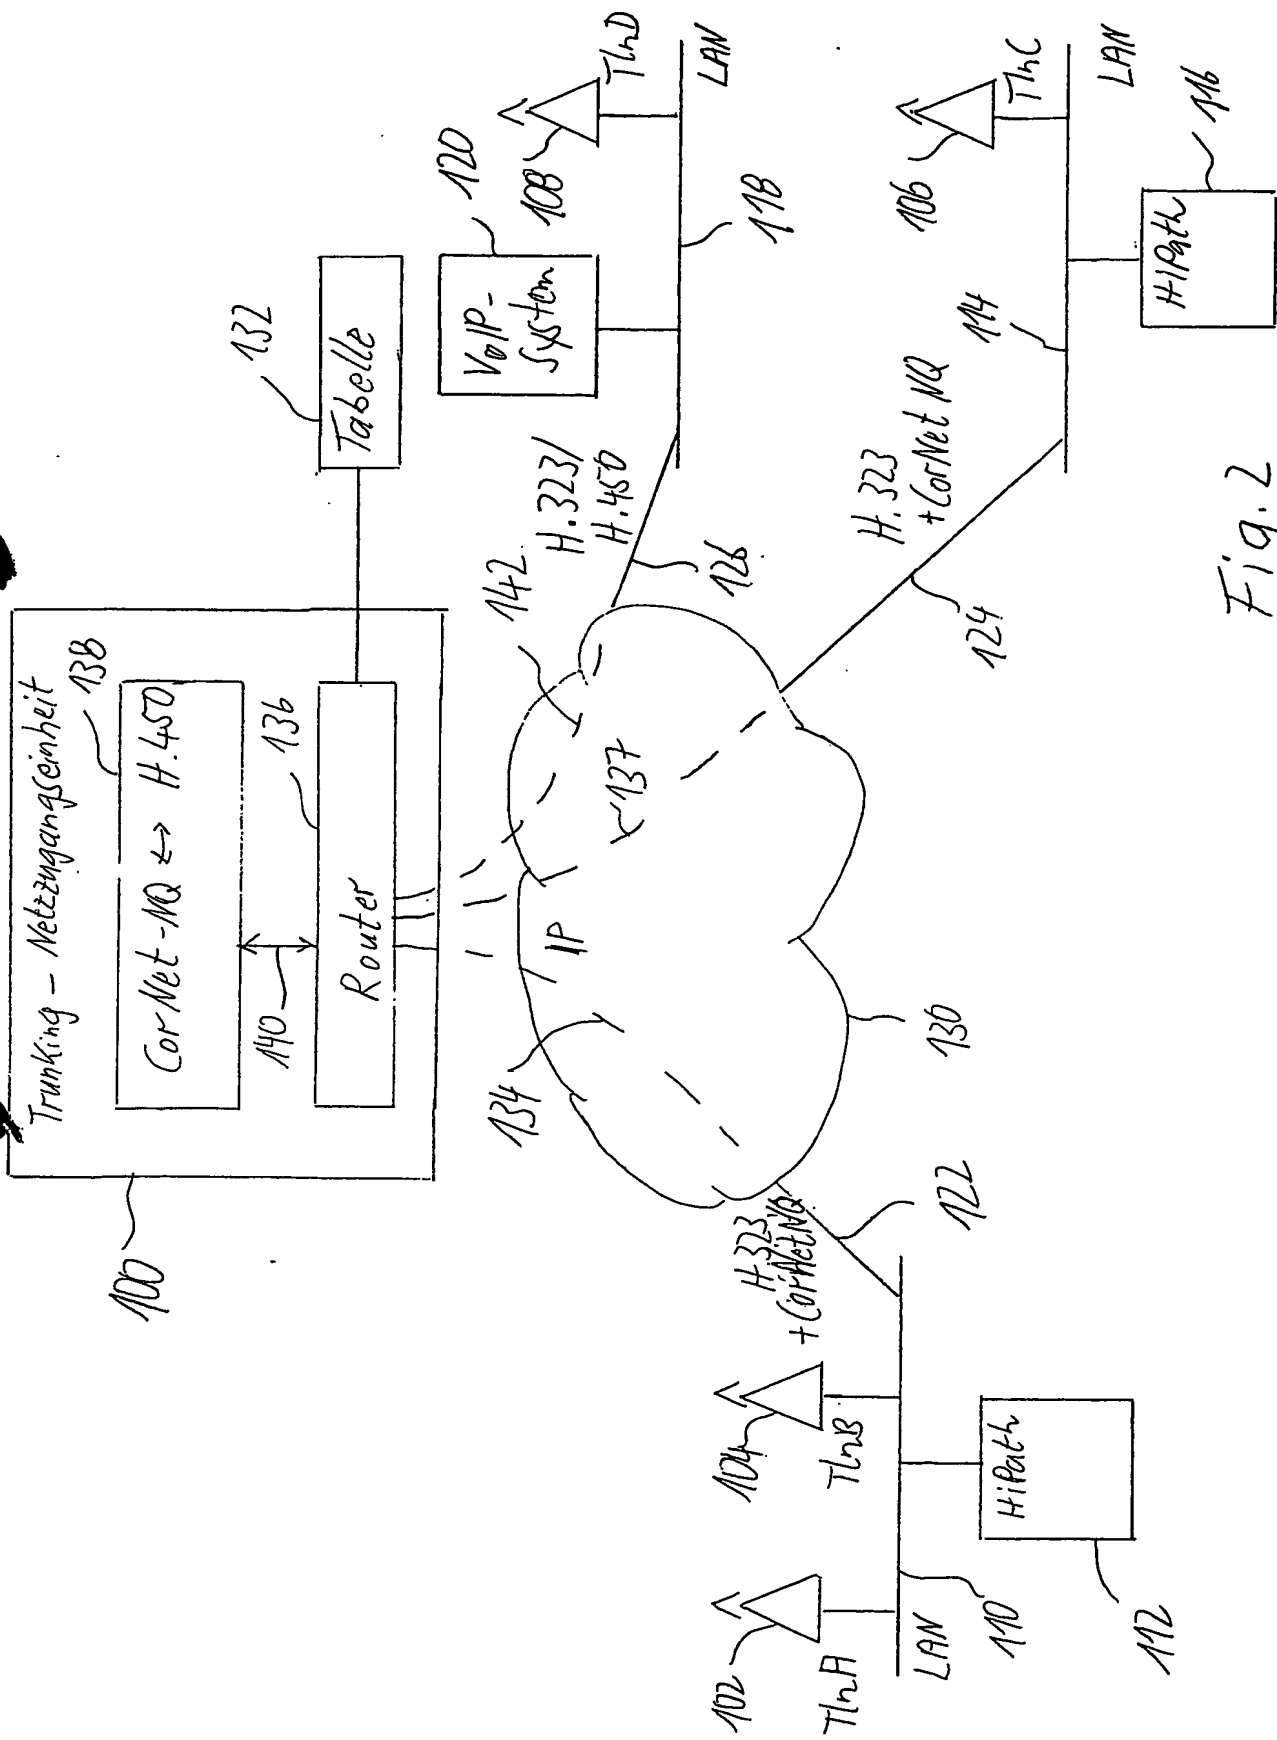 Trunking - Netzzugangseinheit
100
138
CorNet-NQ ↔ H.450
140
136
Router
132
Tabelle
134
IP
137
142
130
VoIP-
System
120
108
TlnD
LAN
118
H.323/
H.450
126
H.323
+CorNet NQ
124
106
TlnC
LAN
114
HiPath
116
H.323
+CorNet NQ
122
102
TlnA
104
TlnB
LAN
110
HiPath
112
Fig. 2